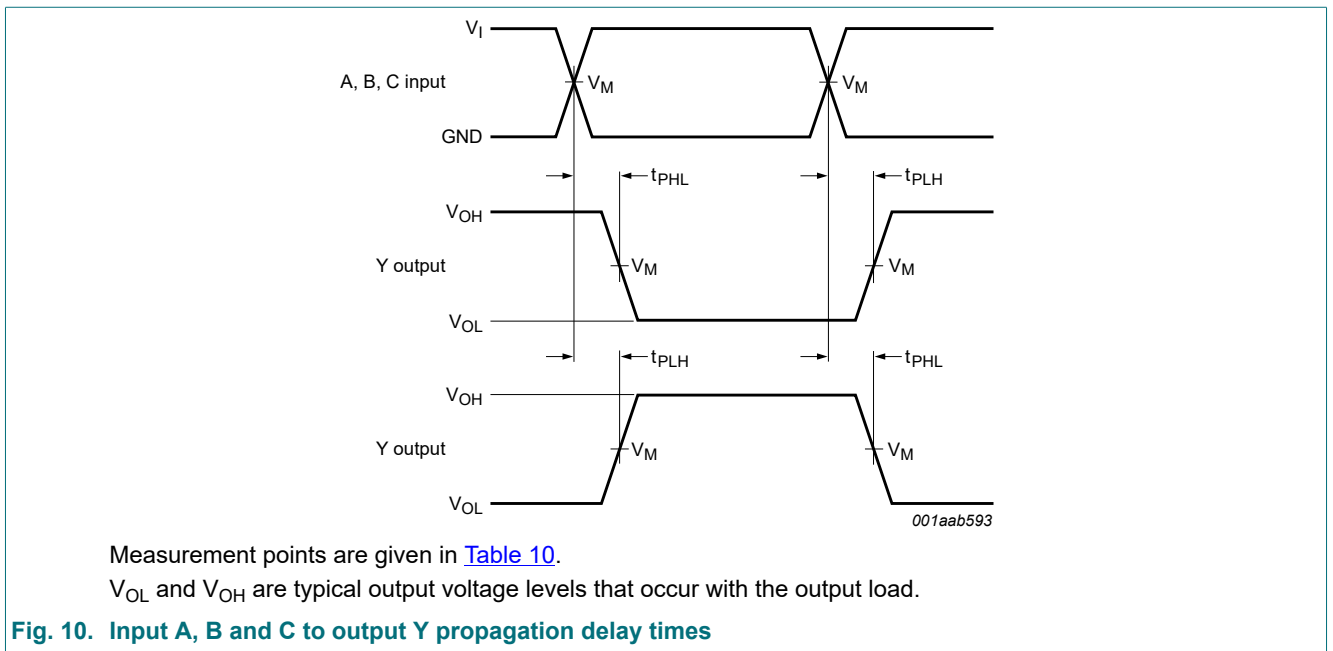 VI
A, B, C input
VM
VM
GND
tPHL
tPLH
VOH
Y output
VM
VM
VOL
tPLH
tPHL
VOH
Y output
VM
VM
VOL
001aab593
Measurement points are given in Table 10.
VOL and VOH are typical output voltage levels that occur with the output load.
Fig. 10. Input A, B and C to output Y propagation delay times